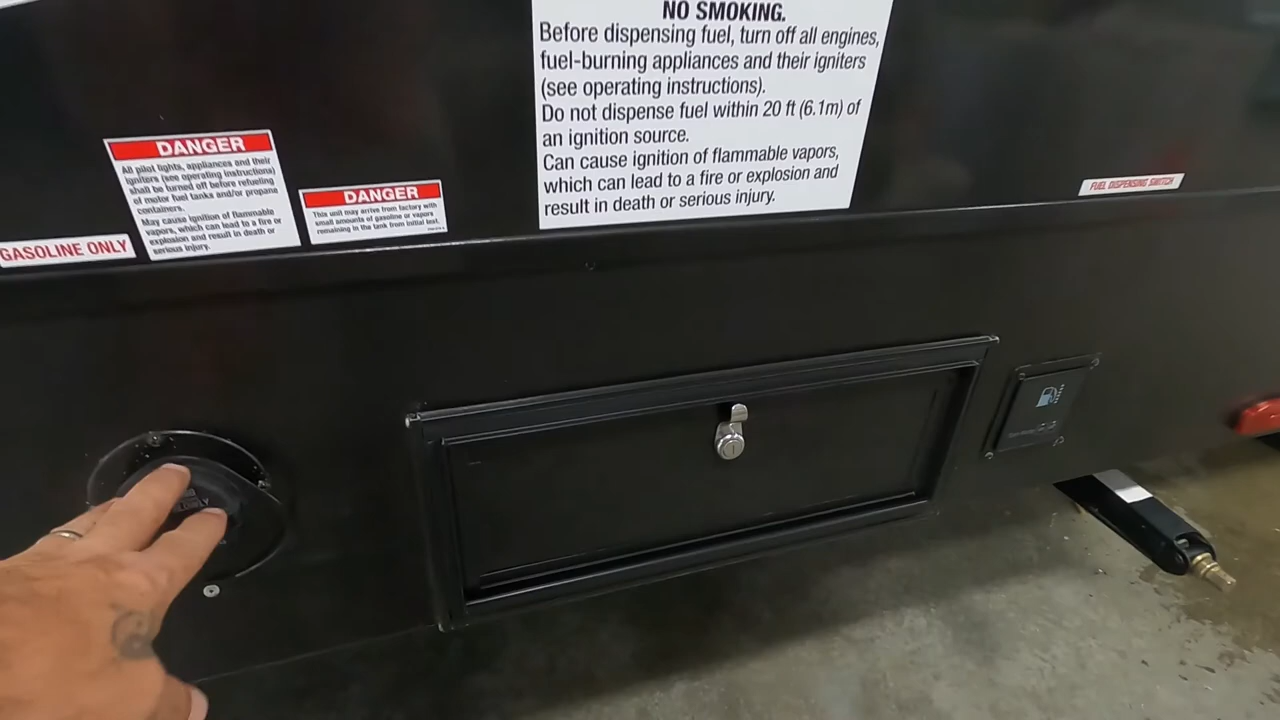 NO SMOKING.
Before dispensing fuel, turn off all engines,
fuel-burning appliances and their igniters
(see operating instructions).
Do not dispense fuel within 20 ft (6.1m) of
an ignition source.
Can cause ignition of flammable vapors,
which can lead to a fire or explosion and
result in death or serious injury.
DANGER
All pilot lights, appliances and their
igniters (see operating instructions)
shall be turned off before refueling
of motor fuel tanks and/or propane
containers.
May cause ignition of flammable
vapors, which can lead to a fire or
explosion and result in death or
serious injury.
DANGER
This unit may arrive from factory with
small amounts of gasoline or vapors
remaining in the tank from initial test.
GASOLINE ONLY
FUEL DISPENSING SWITCH